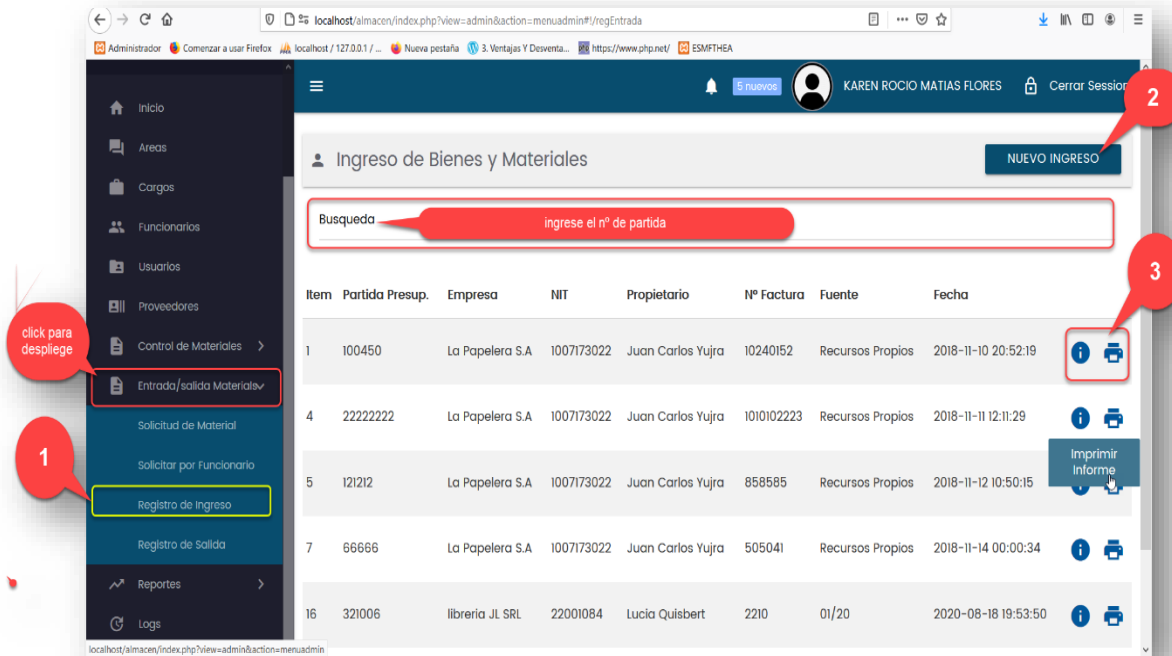 localhost/almacen/index.php?view=admin&action=menuadmin#!/regEntrada
Administrador Comenzar a usar Firefox localhost / 127.0.0.1 / ... Nueva pestaña 3. Ventajas Y Desventa... https://www.php.net/ ESMFTHEA
5 nuevos KAREN ROCIO MATIAS FLORES Cerrar Session
2
Inicio
Areas
Cargos
Funcionarios
Usuarios
Proveedores
Control de Materiales
click para
despliege
Entrada/salida Materials
1
Solicitud de Material
Solicitar por Funcionario
Registro de Ingreso
Registro de Salida
Reportes
Logs
Ingreso de Bienes y Materiales
NUEVO INGRESO
Busqueda ingrese el nº de partida
3
Item Partida Presup. Empresa NIT Propietario Nº Factura Fuente Fecha
1 100450 La Papelera S.A 1007173022 Juan Carlos Yujra 10240152 Recursos Propios 2018-11-10 20:52:19
4 22222222 La Papelera S.A 1007173022 Juan Carlos Yujra 1010102223 Recursos Propios 2018-11-11 12:11:29
Imprimir
Informe
5 121212 La Papelera S.A 1007173022 Juan Carlos Yujra 858585 Recursos Propios 2018-11-12 10:50:15
7 66666 La Papelera S.A 1007173022 Juan Carlos Yujra 505041 Recursos Propios 2018-11-14 00:00:34
16 321006 libreria JL SRL 22001084 Lucia Quisbert 2210 01/20 2020-08-18 19:53:50
localhost/almacen/index.php?view=admin&action=menuadmin